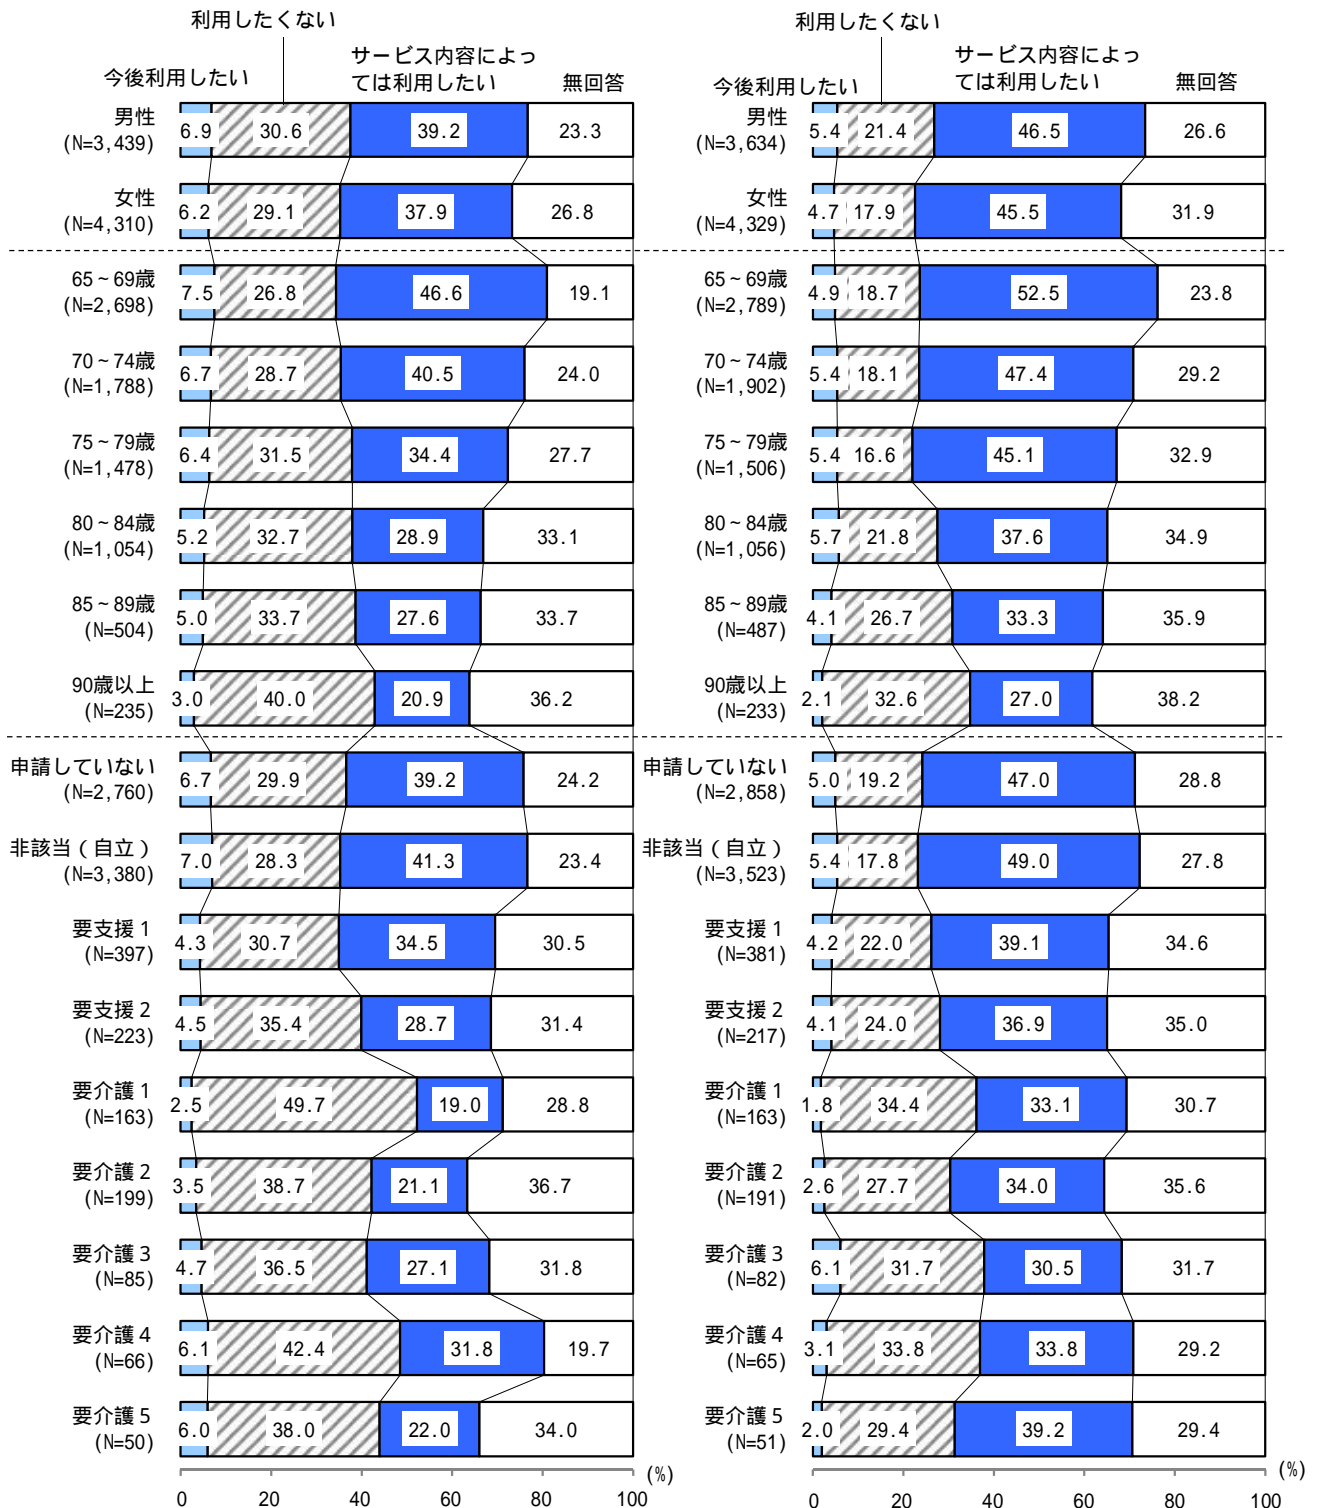 利用したくない
今後利用したい
サービス内容によっ
ては利用したい
無回答
男性
(N=3,439)
6.9 30.6 39.2 23.3
女性
(N=4,310)
6.2 29.1 37.9 26.8
65~69歳
(N=2,698)
7.5 26.8 46.6 19.1
70~74歳
(N=1,788)
6.7 28.7 40.5 24.0
75~79歳
(N=1,478)
6.4 31.5 34.4 27.7
80~84歳
(N=1,054)
5.2 32.7 28.9 33.1
85~89歳
(N=504)
5.0 33.7 27.6 33.7
90歳以上
(N=235)
3.0 40.0 20.9 36.2
申請していない
(N=2,760)
6.7 29.9 39.2 24.2
非該当(自立)
(N=3,380)
7.0 28.3 41.3 23.4
要支援1
(N=397)
4.3 30.7 34.5 30.5
要支援2
(N=223)
4.5 35.4 28.7 31.4
要介護1
(N=163)
2.5 49.7 19.0 28.8
要介護2
(N=199)
3.5 38.7 21.1 36.7
要介護3
(N=85)
4.7 36.5 27.1 31.8
要介護4
(N=66)
6.1 42.4 31.8 19.7
要介護5
(N=50)
6.0 38.0 22.0 34.0
0 20 40 60 80 100
(%)
利用したくない
今後利用したい
サービス内容によっ
ては利用したい
無回答
男性
(N=3,634)
5.4 21.4 46.5 26.6
女性
(N=4,329)
4.7 17.9 45.5 31.9
65~69歳
(N=2,789)
4.9 18.7 52.5 23.8
70~74歳
(N=1,902)
5.4 18.1 47.4 29.2
75~79歳
(N=1,506)
5.4 16.6 45.1 32.9
80~84歳
(N=1,056)
5.7 21.8 37.6 34.9
85~89歳
(N=487)
4.1 26.7 33.3 35.9
90歳以上
(N=233)
2.1 32.6 27.0 38.2
申請していない
(N=2,858)
5.0 19.2 47.0 28.8
非該当(自立)
(N=3,523)
5.4 17.8 49.0 27.8
要支援1
(N=381)
4.2 22.0 39.1 34.6
要支援2
(N=217)
4.1 24.0 36.9 35.0
要介護1
(N=163)
1.8 34.4 33.1 30.7
要介護2
(N=191)
2.6 27.7 34.0 35.6
要介護3
(N=82)
6.1 31.7 30.5 31.7
要介護4
(N=65)
3.1 33.8 33.8 29.2
要介護5
(N=51)
2.0 29.4 39.2 29.4
0 20 40 60 80 100
(%)